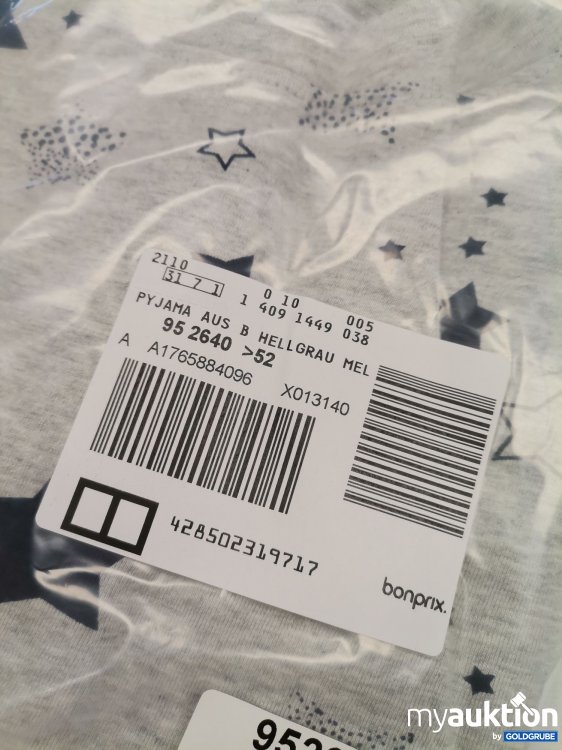 2110 0 10 005
31 7 1 1 409 1449 038
PYJAMA AUS B HELLGRAU MEL
95 2640 >52
A A1765884096 X013140
428502319717
bonprix.
myauktion
by GOLDGRUBE